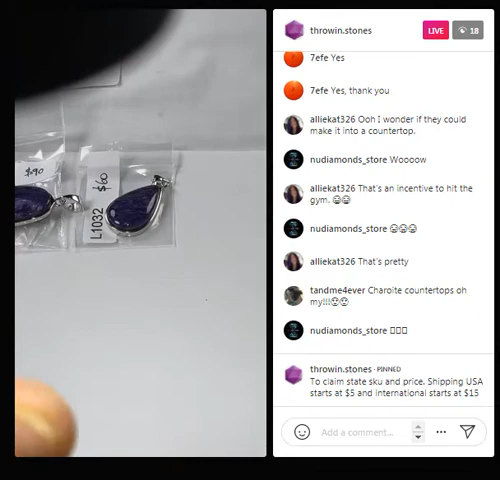 $90
$60
L1032
throwin.stones
LIVE
18
7efe Yes
7efe Yes, thank you
alliekat326 Ooh I wonder if they could
make it into a countertop.
nudiamonds_store Woooow
alliekat326 That's an incentive to hit the
gym. 😂😂
nudiamonds_store 😂😂😂
alliekat326 That's pretty
tandme4ever Charoite countertops oh
my!!!😍😍
nudiamonds_store ▯▯▯
throwin.stones · PINNED
To claim state sku and price. Shipping USA
starts at $5 and international starts at $15
Add a comment...